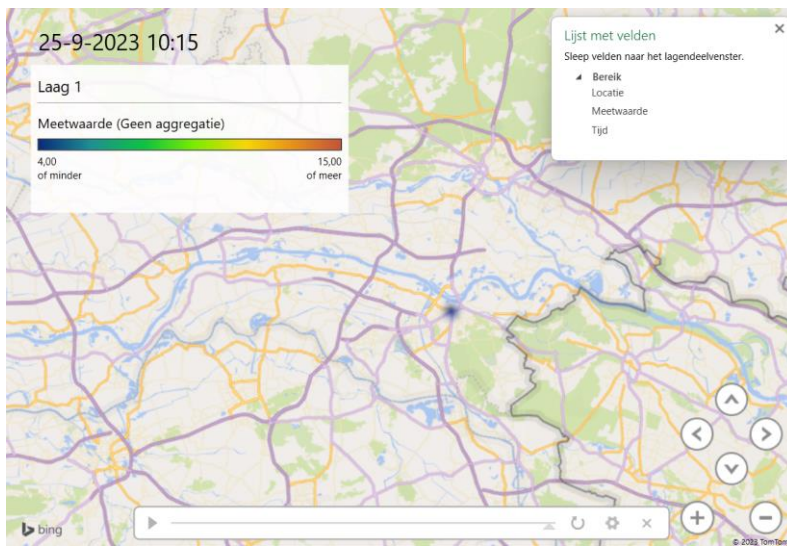 25-9-2023 10:15
Laag 1
Meetwaarde (Geen aggregatie)
4,00
of minder
15,00
of meer
Lijst met velden
Sleep velden naar het lagendeelvenster.
Bereik
Locatie
Meetwaarde
Tijd
bing
© 2023 TomTom